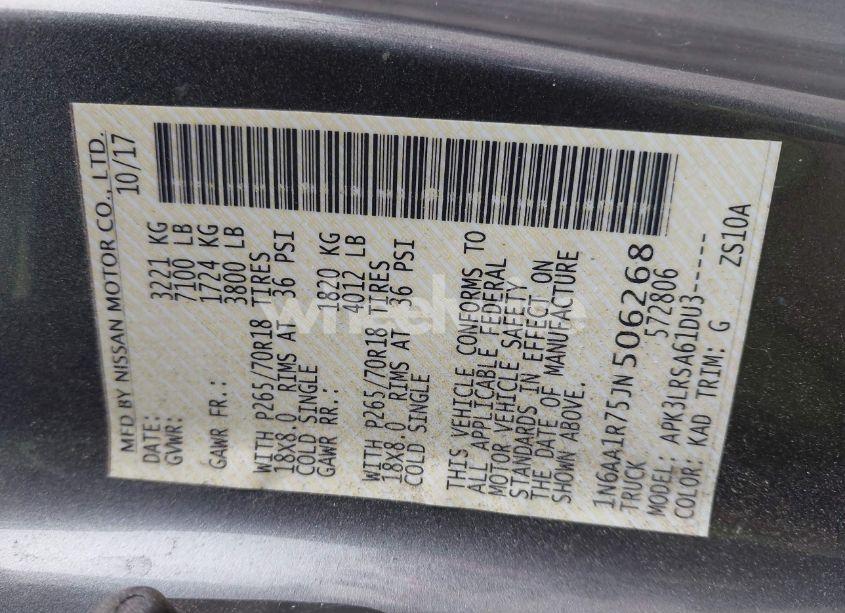 MFD BY NISSAN MOTOR CO., LTD.
DATE: 10/17
GVWR: 3221 KG
7100 LB
GAWR FR.: 1724 KG
3800 LB
WITH P265/70R18 TIRES
18X8.0 RIMS AT 36 PSI
COLD SINGLE
GAWR RR.: 1820 KG
4012 LB
WITH P265/70R18 TIRES
18X8.0 RIMS AT 36 PSI
COLD SINGLE
THIS VEHICLE CONFORMS TO
ALL APPLICABLE FEDERAL
MOTOR VEHICLE SAFETY
STANDARDS IN EFFECT ON
THE DATE OF MANUFACTURE
SHOWN ABOVE.
1N6AA1R75JN506268
TRUCK 572806
MODEL: APK3LRSA61DU3------
COLOR: KAD TRIM: G ZS10A